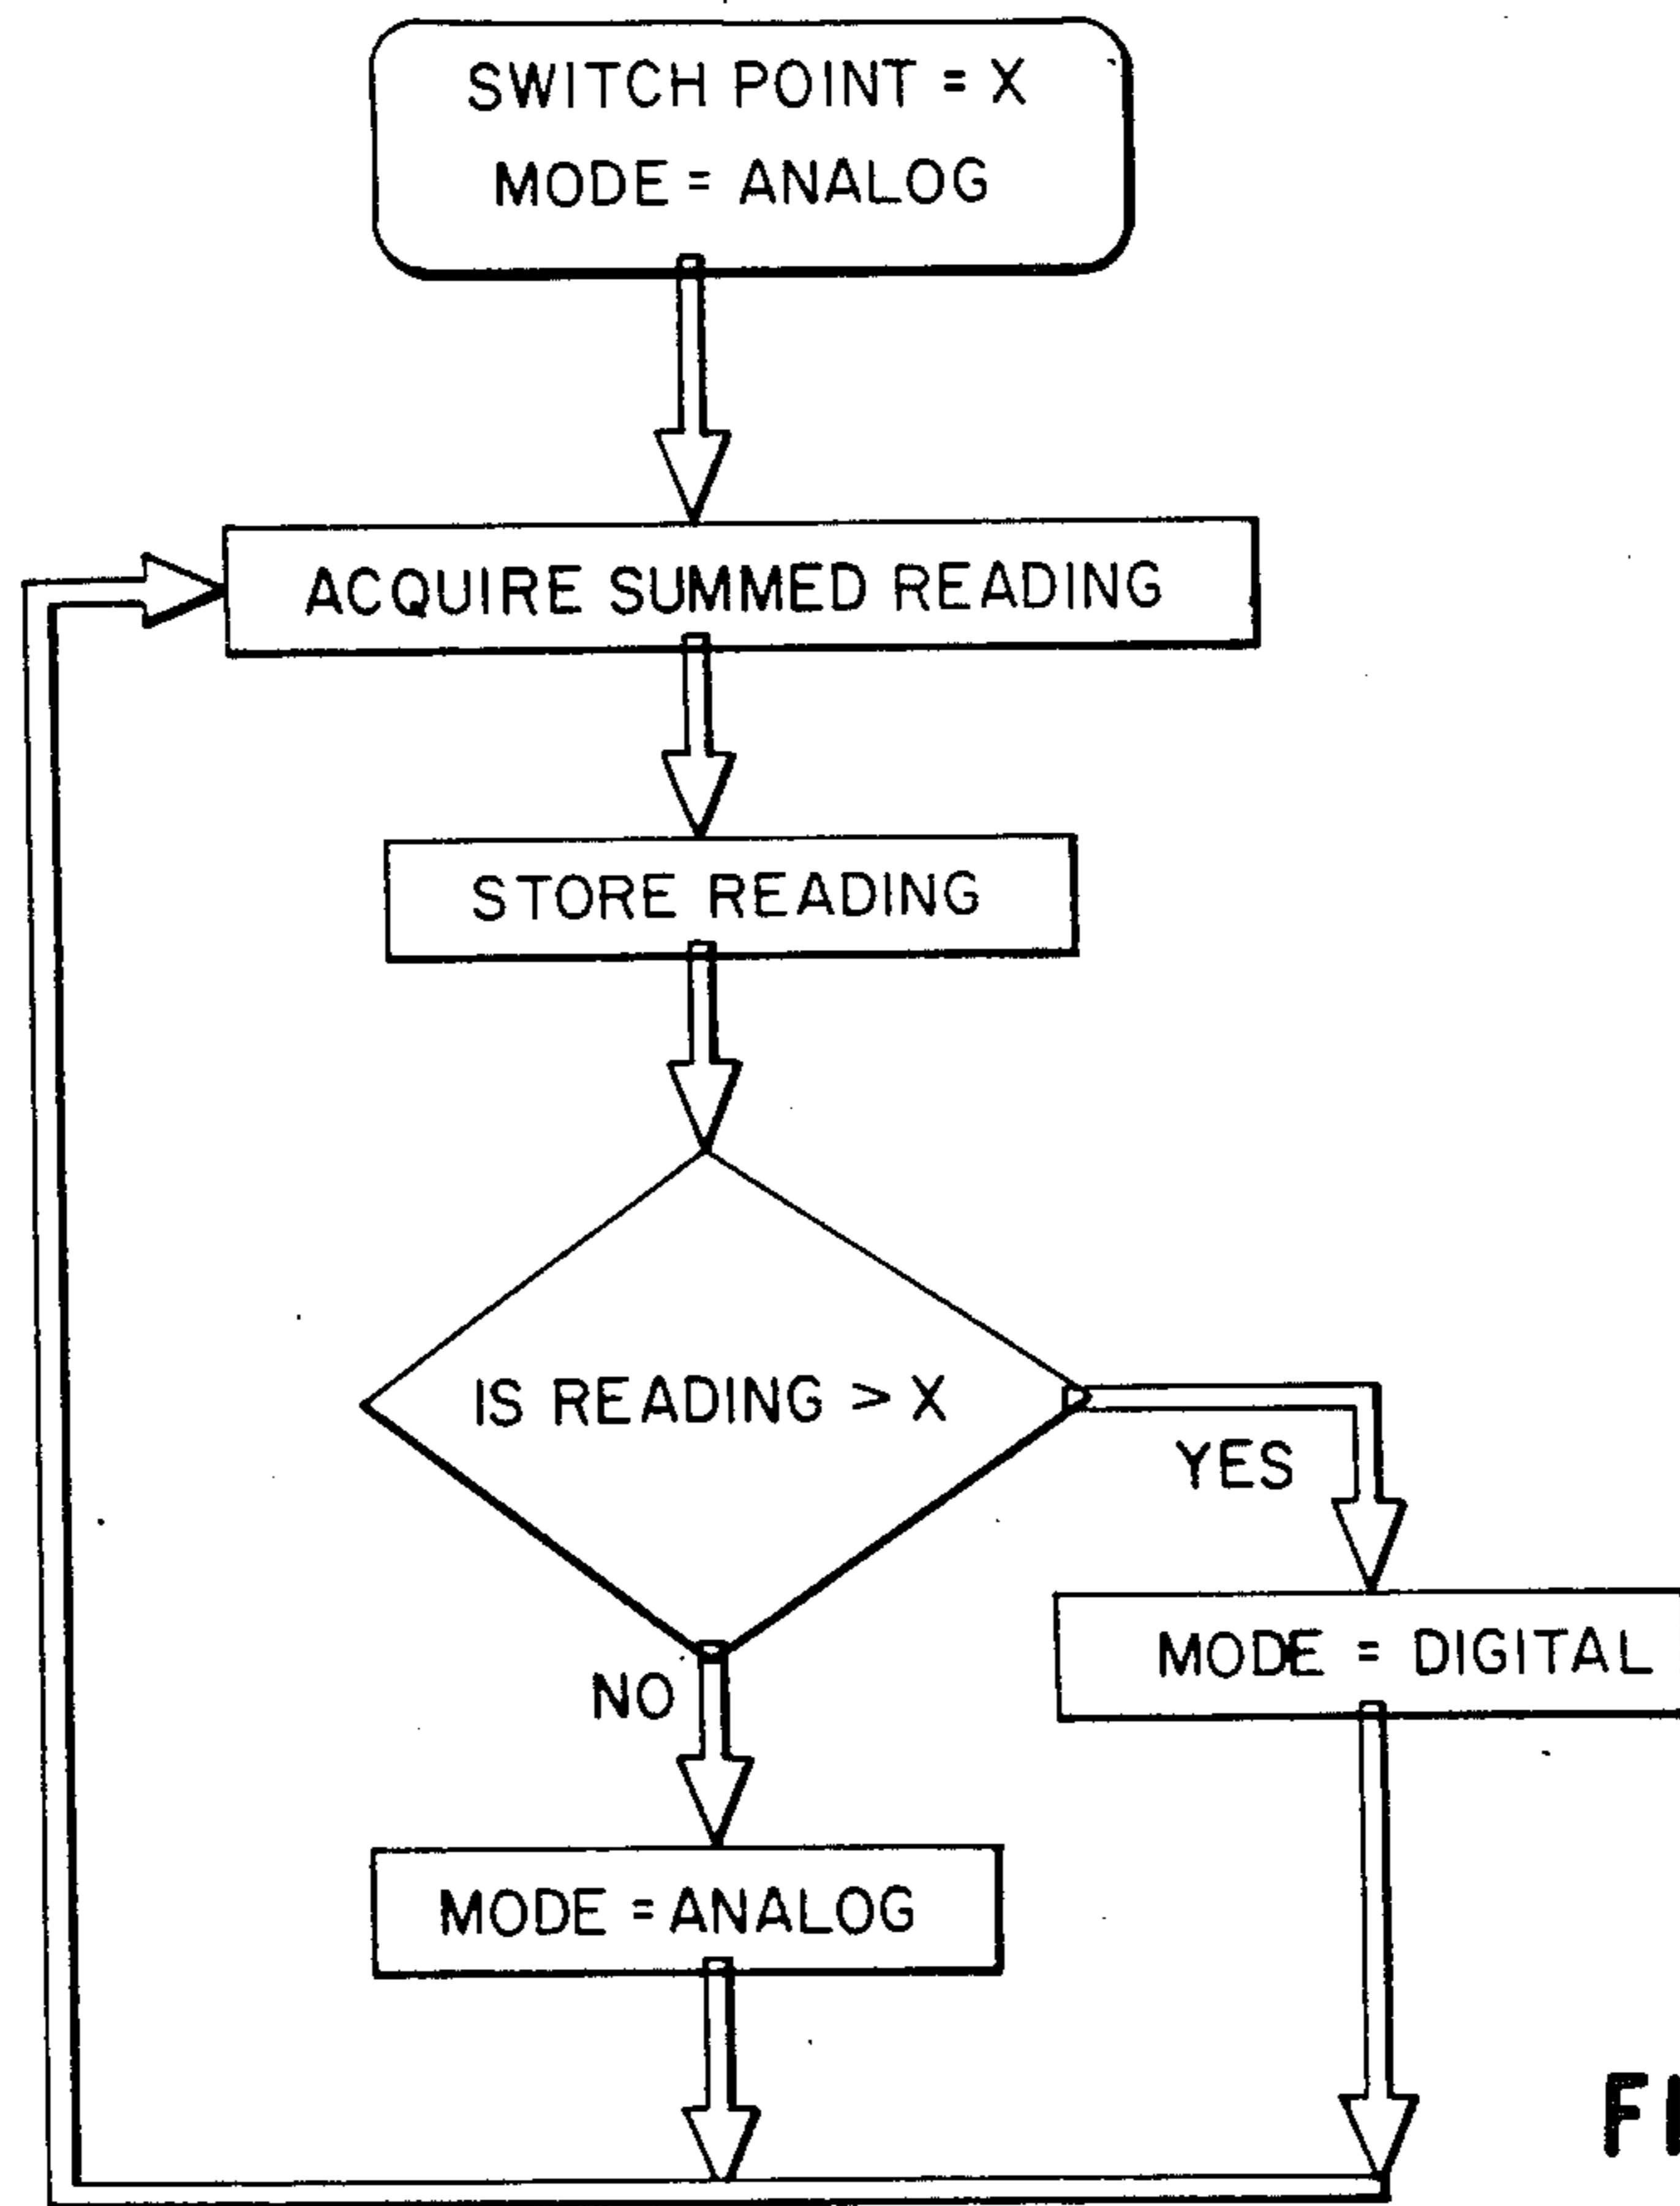 SWITCH POINT = X
MODE = ANALOG
ACQUIRE SUMMED READING
STORE READING
IS READING > X
YES
MODE = DIGITAL
NO
MODE = ANALOG